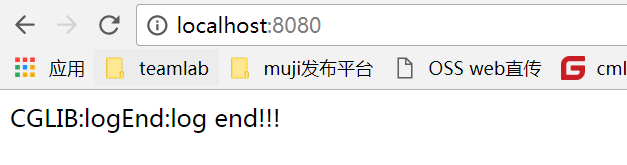 localhost:8080
应用 teamlab muji发布平台 OSS web直传 cml
CGLIB:logEnd:log end!!!